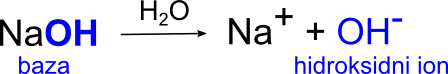 NaOH H₂O → Na⁺ + OH⁻
baza hidroksidni ion